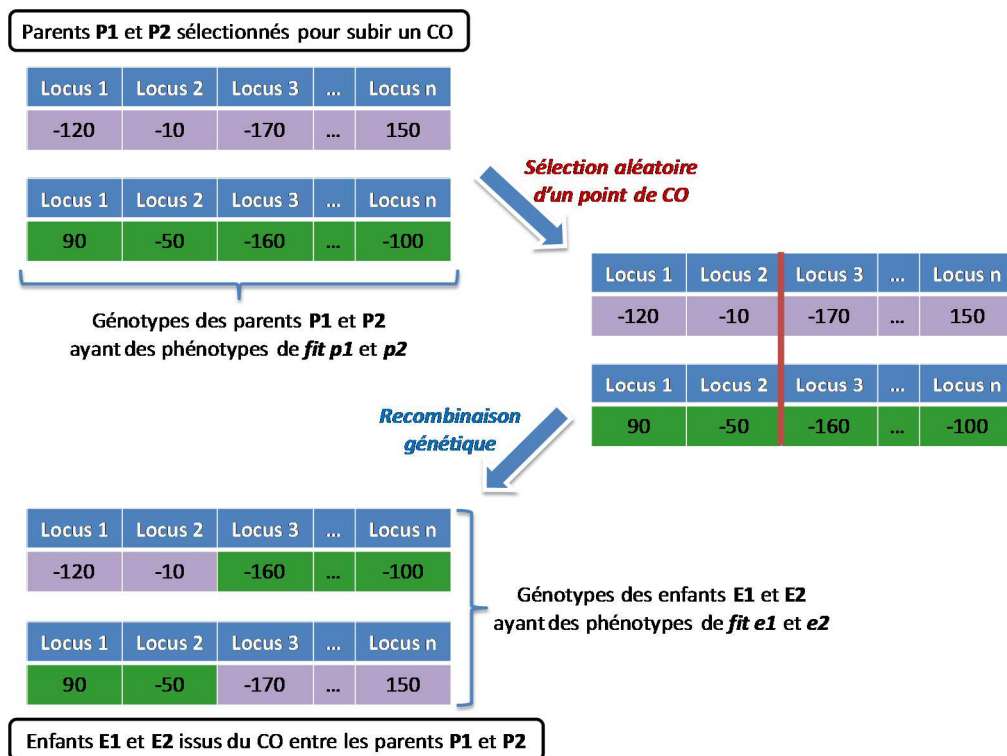 Parents P1 et P2 sélectionnés pour subir un CO
Locus 1 Locus 2 Locus 3 ... Locus n
-120 -10 -170 ... 150
Locus 1 Locus 2 Locus 3 ... Locus n
90 -50 -160 ... -100
Génotypes des parents P1 et P2
ayant des phénotypes de fit p1 et p2
Sélection aléatoire
d'un point de CO
Locus 1 Locus 2 Locus 3 ... Locus n
-120 -10 -170 ... 150
Locus 1 Locus 2 Locus 3 ... Locus n
90 -50 -160 ... -100
Recombinaison
génétique
Locus 1 Locus 2 Locus 3 ... Locus n
-120 -10 -160 ... -100
Locus 1 Locus 2 Locus 3 ... Locus n
90 -50 -170 ... 150
Génotypes des enfants E1 et E2
ayant des phénotypes de fit e1 et e2
Enfants E1 et E2 issus du CO entre les parents P1 et P2